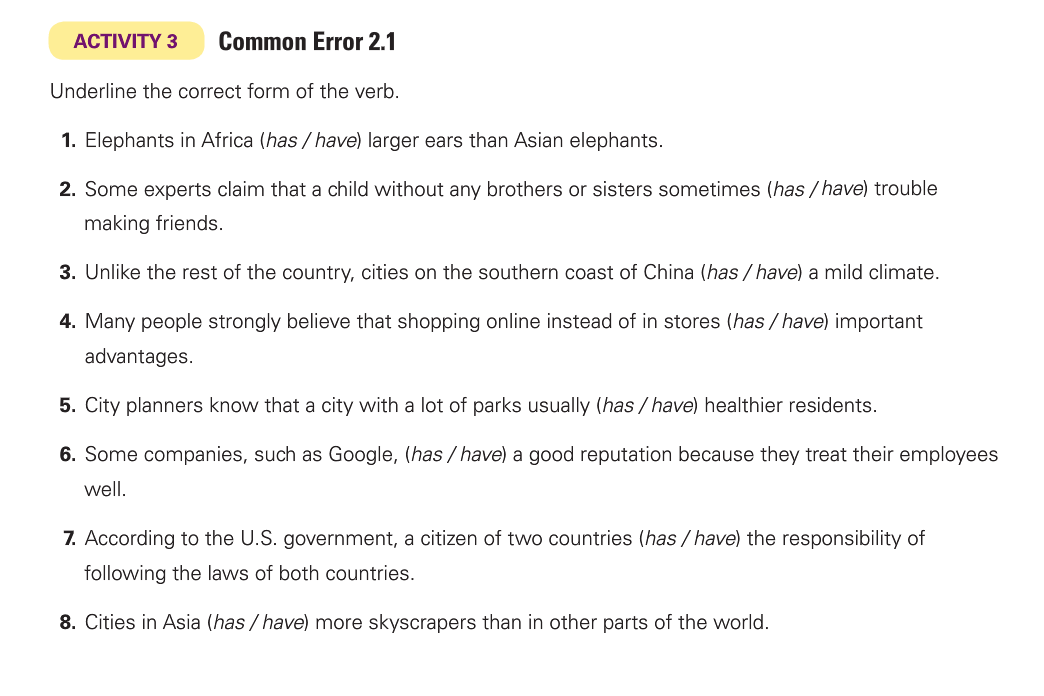 ACTIVITY 3 Common Error 2.1
Underline the correct form of the verb.
1. Elephants in Africa (has / have) larger ears than Asian elephants.
2. Some experts claim that a child without any brothers or sisters sometimes (has / have) trouble
making friends.
3. Unlike the rest of the country, cities on the southern coast of China (has / have) a mild climate.
4. Many people strongly believe that shopping online instead of in stores (has / have) important
advantages.
5. City planners know that a city with a lot of parks usually (has / have) healthier residents.
6. Some companies, such as Google, (has / have) a good reputation because they treat their employees
well.
7. According to the U.S. government, a citizen of two countries (has / have) the responsibility of
following the laws of both countries.
8. Cities in Asia (has / have) more skyscrapers than in other parts of the world.